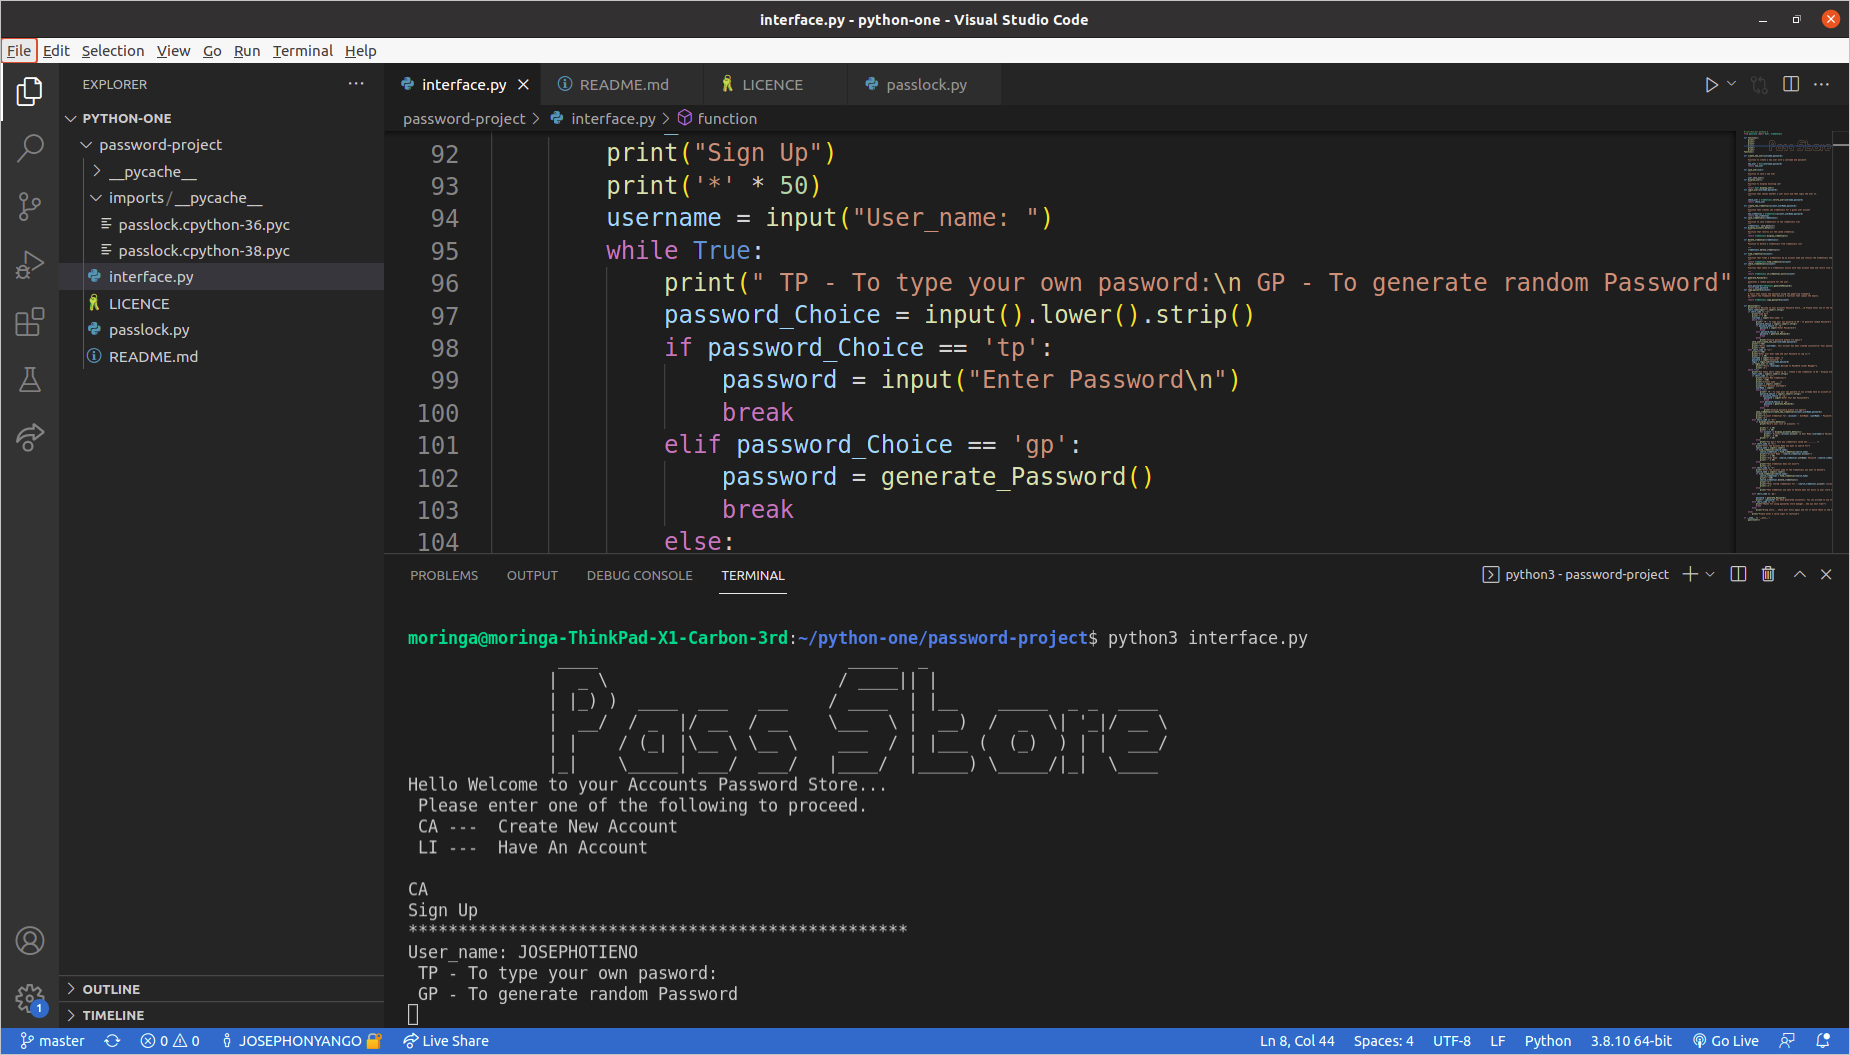 interface.py - python-one - Visual Studio Code
File Edit Selection View Go Run Terminal Help
EXPLORER
PYTHON-ONE
password-project
__pycache__
imports/__pycache__
passlock.cpython-36.pyc
passlock.cpython-38.pyc
interface.py
LICENCE
passlock.py
README.md
OUTLINE
TIMELINE
interface.py README.md LICENCE passlock.py
password-project > interface.py > function
92 print("Sign Up")
93 print('*' * 50)
94 username = input("User_name: ")
95 while True:
96 print(" TP - To type your own pasword:\n GP - To generate random Password"
97 password_Choice = input().lower().strip()
98 if password_Choice == 'tp':
99 password = input("Enter Password\n")
100 break
101 elif password_Choice == 'gp':
102 password = generate_Password()
103 break
104 else:
PROBLEMS OUTPUT DEBUG CONSOLE TERMINAL
python3 - password-project
moringa@moringa-ThinkPad-X1-Carbon-3rd:~/python-one/password-project$ python3 interface.py
Pass Store
Hello Welcome to your Accounts Password Store...
Please enter one of the following to proceed.
CA --- Create New Account
LI --- Have An Account
CA
Sign Up
**************************************************
User_name: JOSEPHOTIENO
TP - To type your own pasword:
GP - To generate random Password
1
master 0 0 JOSEPHONYANGO Live Share Ln 8, Col 44 Spaces: 4 UTF-8 LF Python 3.8.10 64-bit Go Live